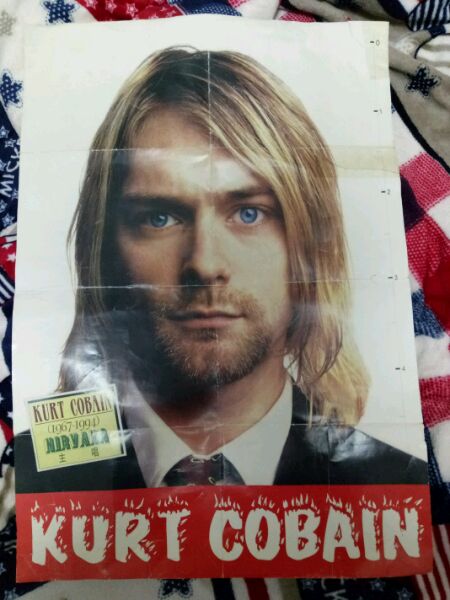 KURT COBAIN
(1967-1994)
NIRVANA
主唱
KURT COBAIN